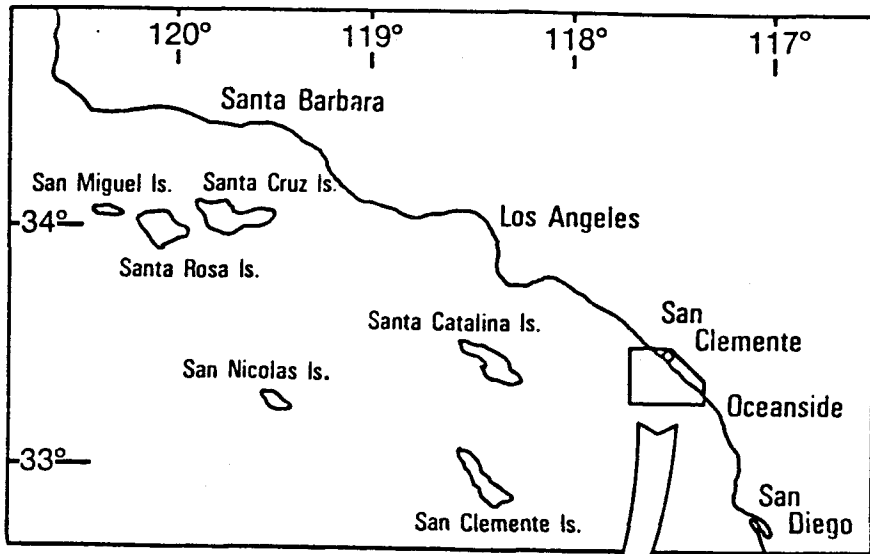 120° 119° 118° 117°
Santa Barbara
San Miguel Is. Santa Cruz Is.
34°
Los Angeles
Santa Rosa Is.
San
Clemente
Santa Catalina Is.
San Nicolas Is.
Oceanside
33°
San
Diego
San Clemente Is.